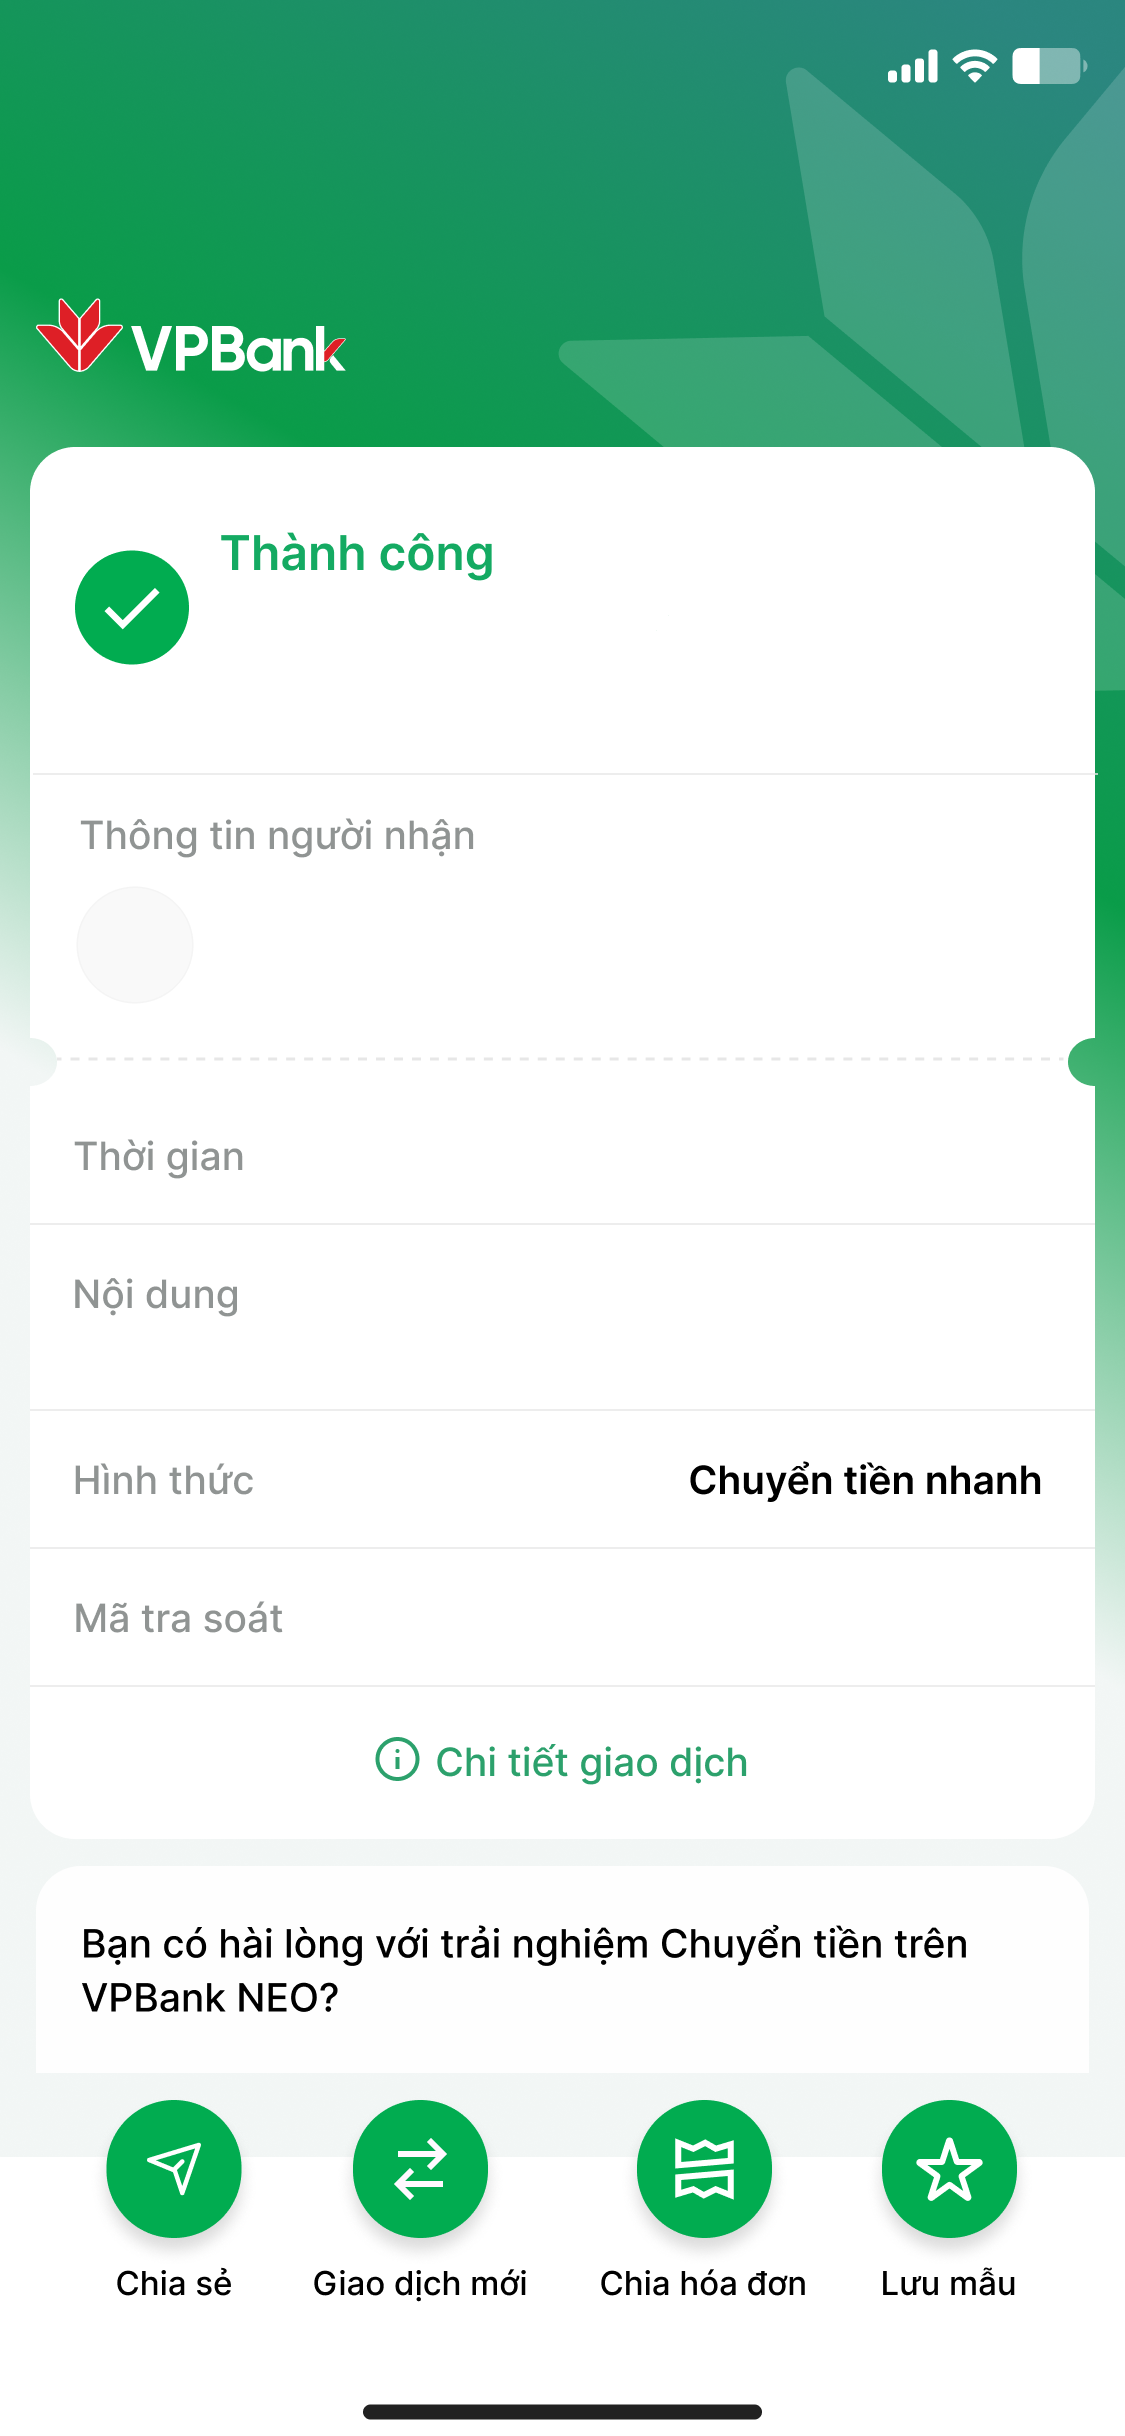 VPBank
Thành công
Thông tin người nhận
Thời gian
Nội dung
Hình thức
Chuyển tiền nhanh
Mã tra soát
Chi tiết giao dịch
Bạn có hài lòng với trải nghiệm Chuyển tiền trên
VPBank NEO?
Chia sẻ
Giao dịch mới
Chia hóa đơn
Lưu mẫu